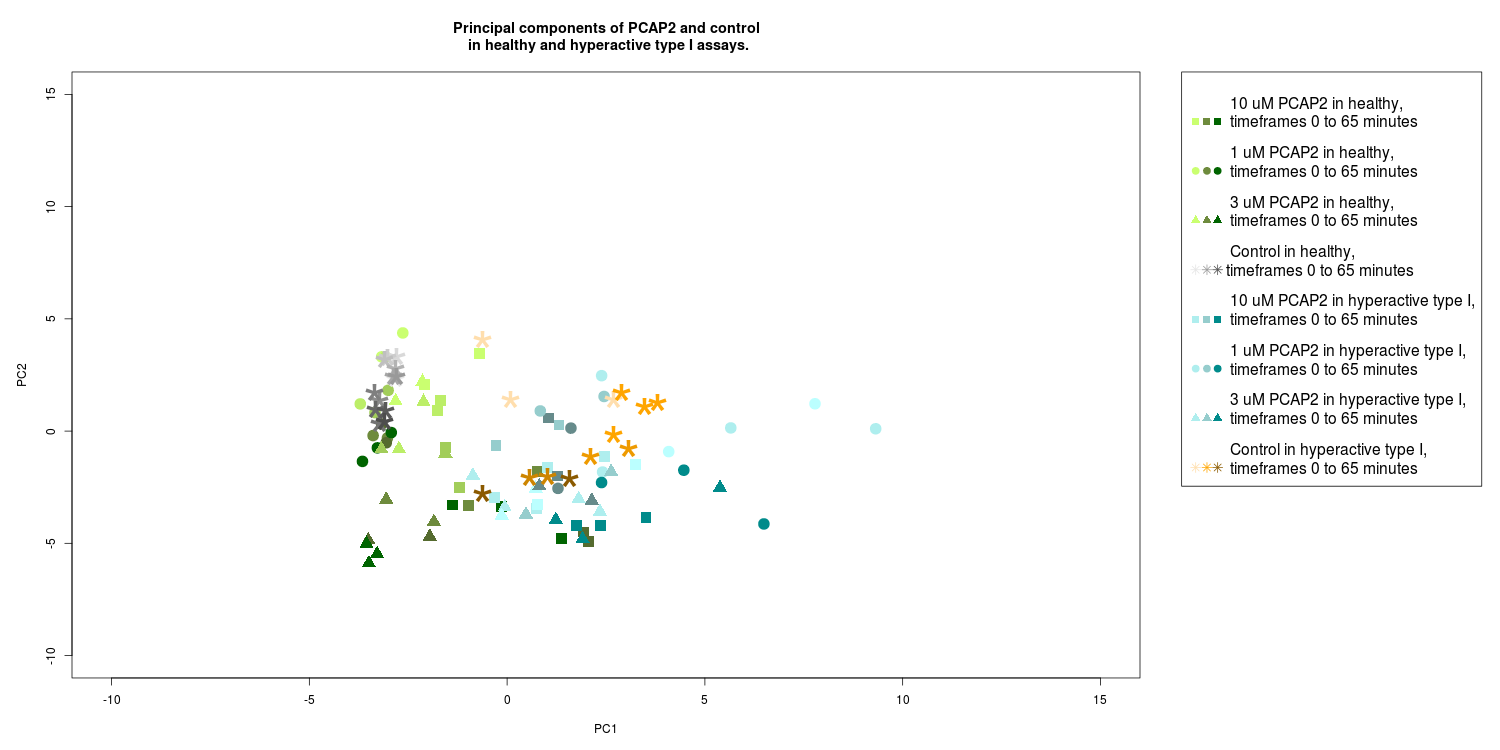 Principal components of PCAP2 and control
in healthy and hyperactive type I assays.
15
10
5
0
-5
-10
PC2
-10
-5
0
5
10
15
PC1
10 uM PCAP2 in healthy,
timeframes 0 to 65 minutes
1 uM PCAP2 in healthy,
timeframes 0 to 65 minutes
3 uM PCAP2 in healthy,
timeframes 0 to 65 minutes
Control in healthy,
timeframes 0 to 65 minutes
10 uM PCAP2 in hyperactive type I,
timeframes 0 to 65 minutes
1 uM PCAP2 in hyperactive type I,
timeframes 0 to 65 minutes
3 uM PCAP2 in hyperactive type I,
timeframes 0 to 65 minutes
Control in hyperactive type I,
timeframes 0 to 65 minutes